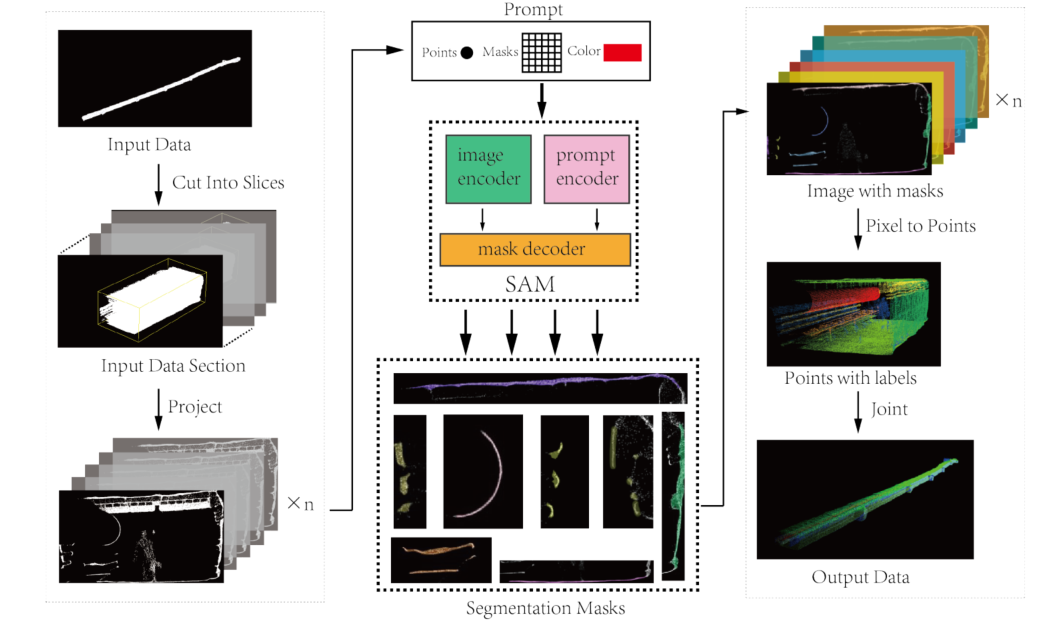 Input Data
Cut Into Slices
Input Data Section
Project
×n
Prompt
Points
Masks
Color
image
encoder
prompt
encoder
mask decoder
SAM
Segmentation Masks
×n
Image with masks
Pixel to Points
Points with labels
Joint
Output Data